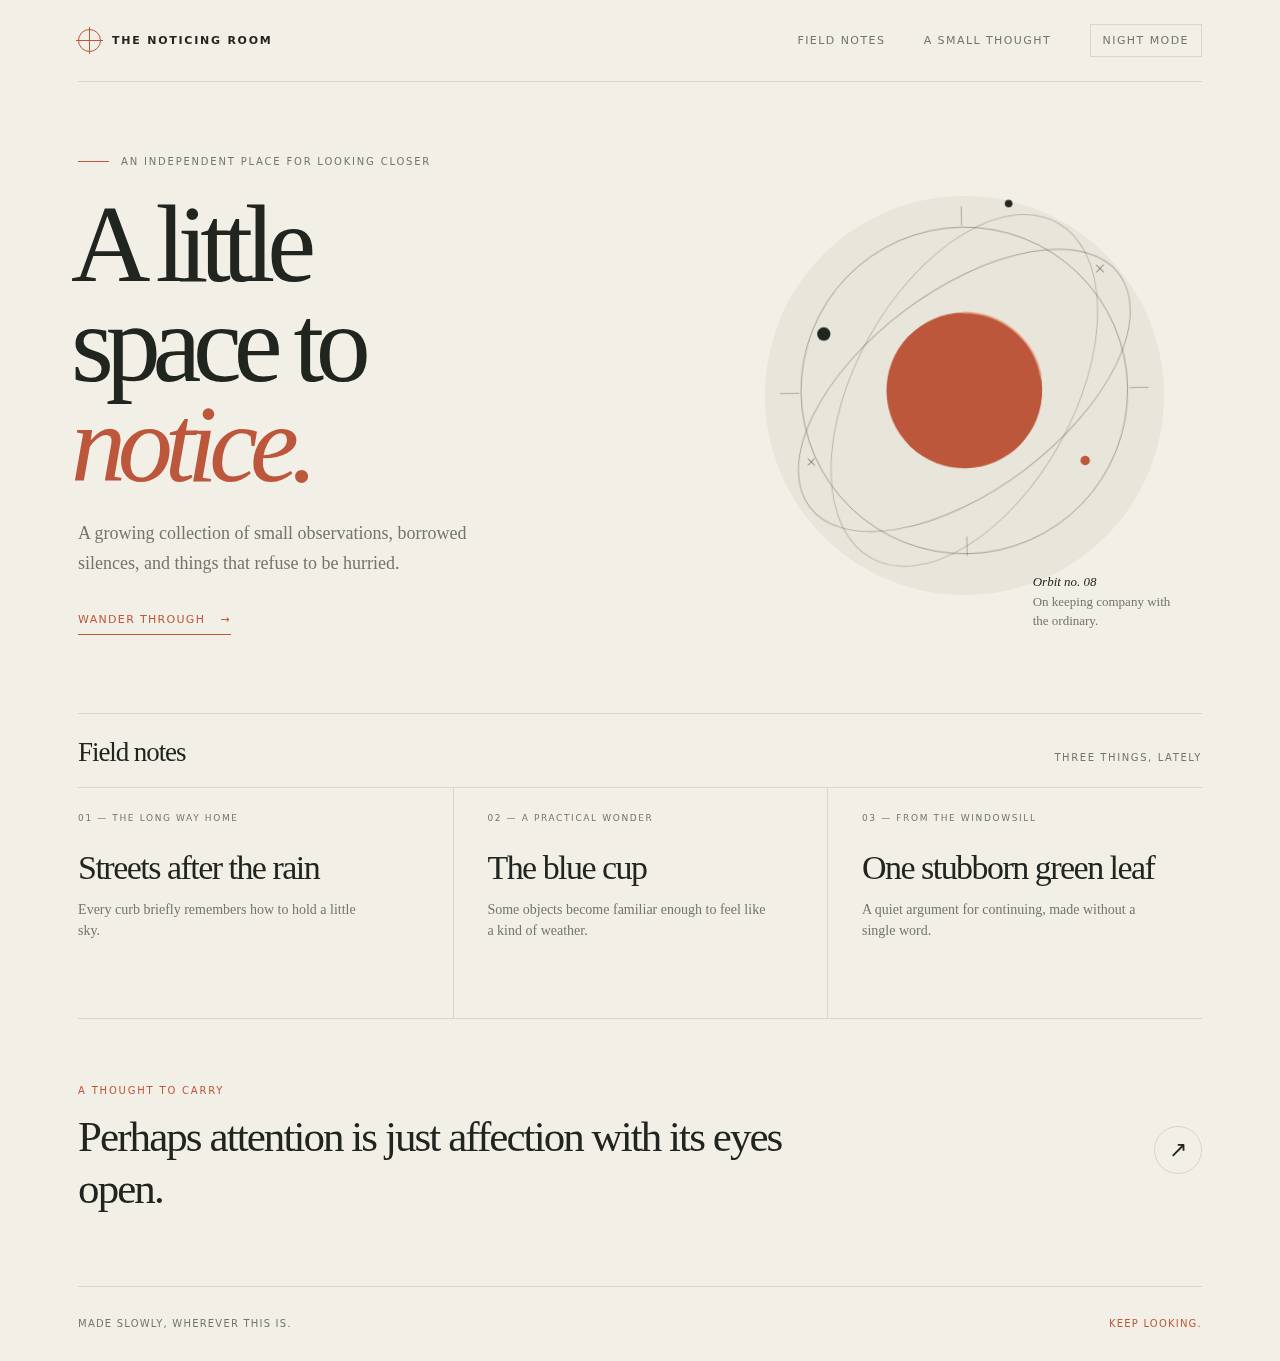 THE NOTICING ROOM
FIELD NOTES
A SMALL THOUGHT
NIGHT MODE
AN INDEPENDENT PLACE FOR LOOKING CLOSER
A little
space to
notice.
A growing collection of small observations, borrowed
silences, and things that refuse to be hurried.
WANDER THROUGH →
Orbit no. 08
On keeping company with
the ordinary.
Field notes
THREE THINGS, LATELY
01 — THE LONG WAY HOME
Streets after the rain
Every curb briefly remembers how to hold a little
sky.
02 — A PRACTICAL WONDER
The blue cup
Some objects become familiar enough to feel like
a kind of weather.
03 — FROM THE WINDOWSILL
One stubborn green leaf
A quiet argument for continuing, made without a
single word.
A THOUGHT TO CARRY
Perhaps attention is just affection with its eyes
open.
↗
MADE SLOWLY, WHEREVER THIS IS.
KEEP LOOKING.